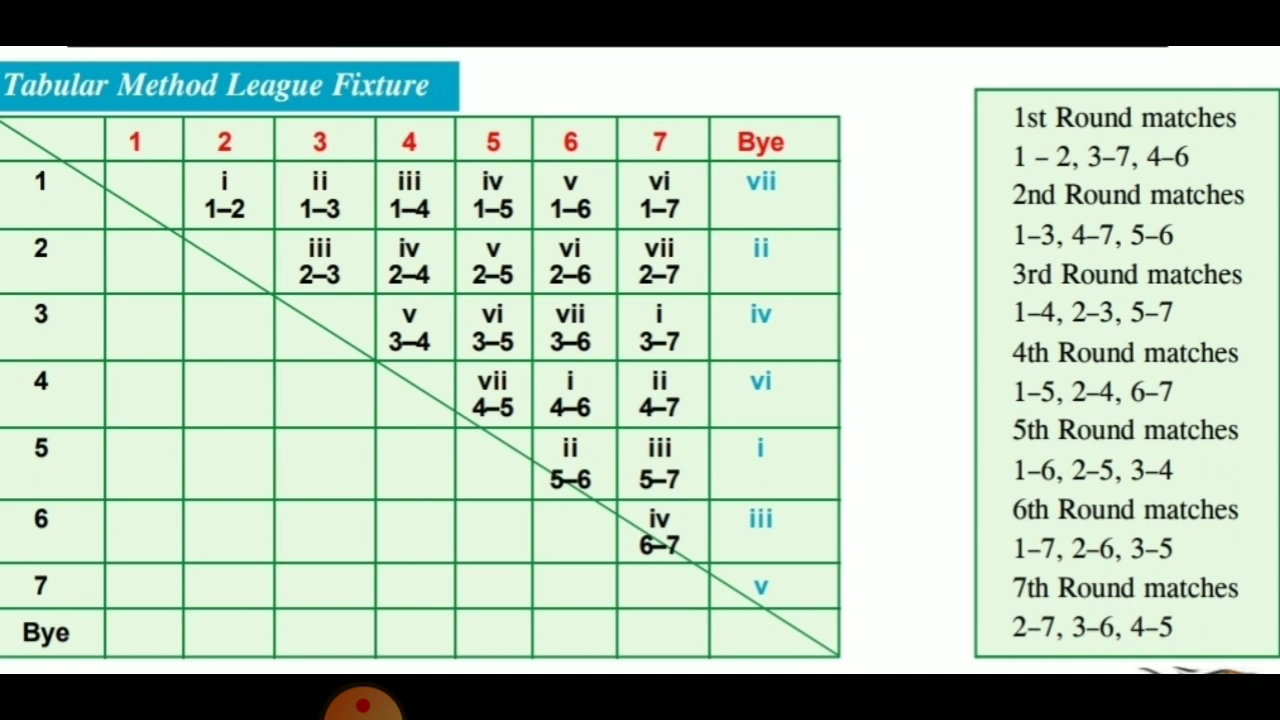 Tabular Method League Fixture
1 2 3 4 5 6 7 Bye
1 i ii iii iv v vi vii
1–2 1–3 1–4 1–5 1–6 1–7
2 iii iv v vi vii ii
2–3 2–4 2–5 2–6 2–7
3 v vi vii i iv
3–4 3–5 3–6 3–7
4 vii i ii vi
4–5 4–6 4–7
5 ii iii i
5–6 5–7
6 iv iii
6–7
7 v
Bye
1st Round matches
1 – 2, 3–7, 4–6
2nd Round matches
1–3, 4–7, 5–6
3rd Round matches
1–4, 2–3, 5–7
4th Round matches
1–5, 2–4, 6–7
5th Round matches
1–6, 2–5, 3–4
6th Round matches
1–7, 2–6, 3–5
7th Round matches
2–7, 3–6, 4–5